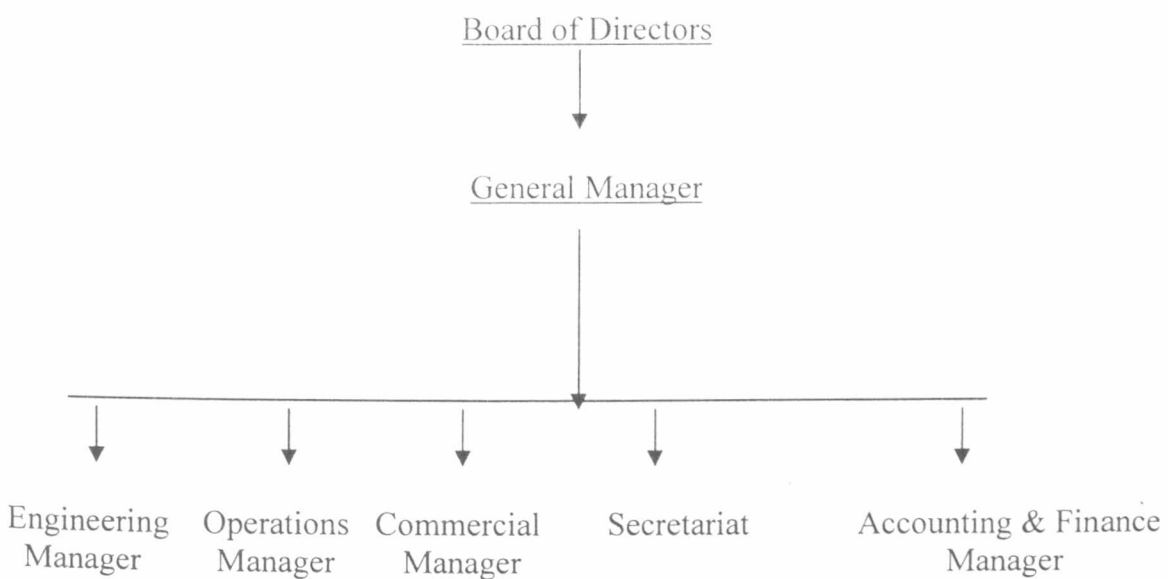 Board of Directors
General Manager
Engineering
Manager
Operations
Manager
Commercial
Manager
Secretariat
Accounting & Finance
Manager